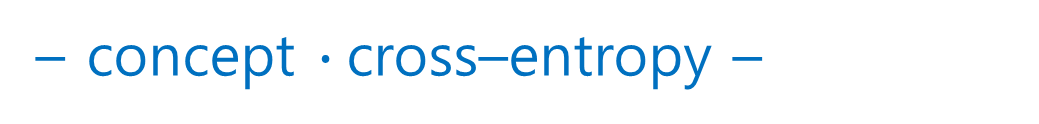 – concept · cross–entropy –